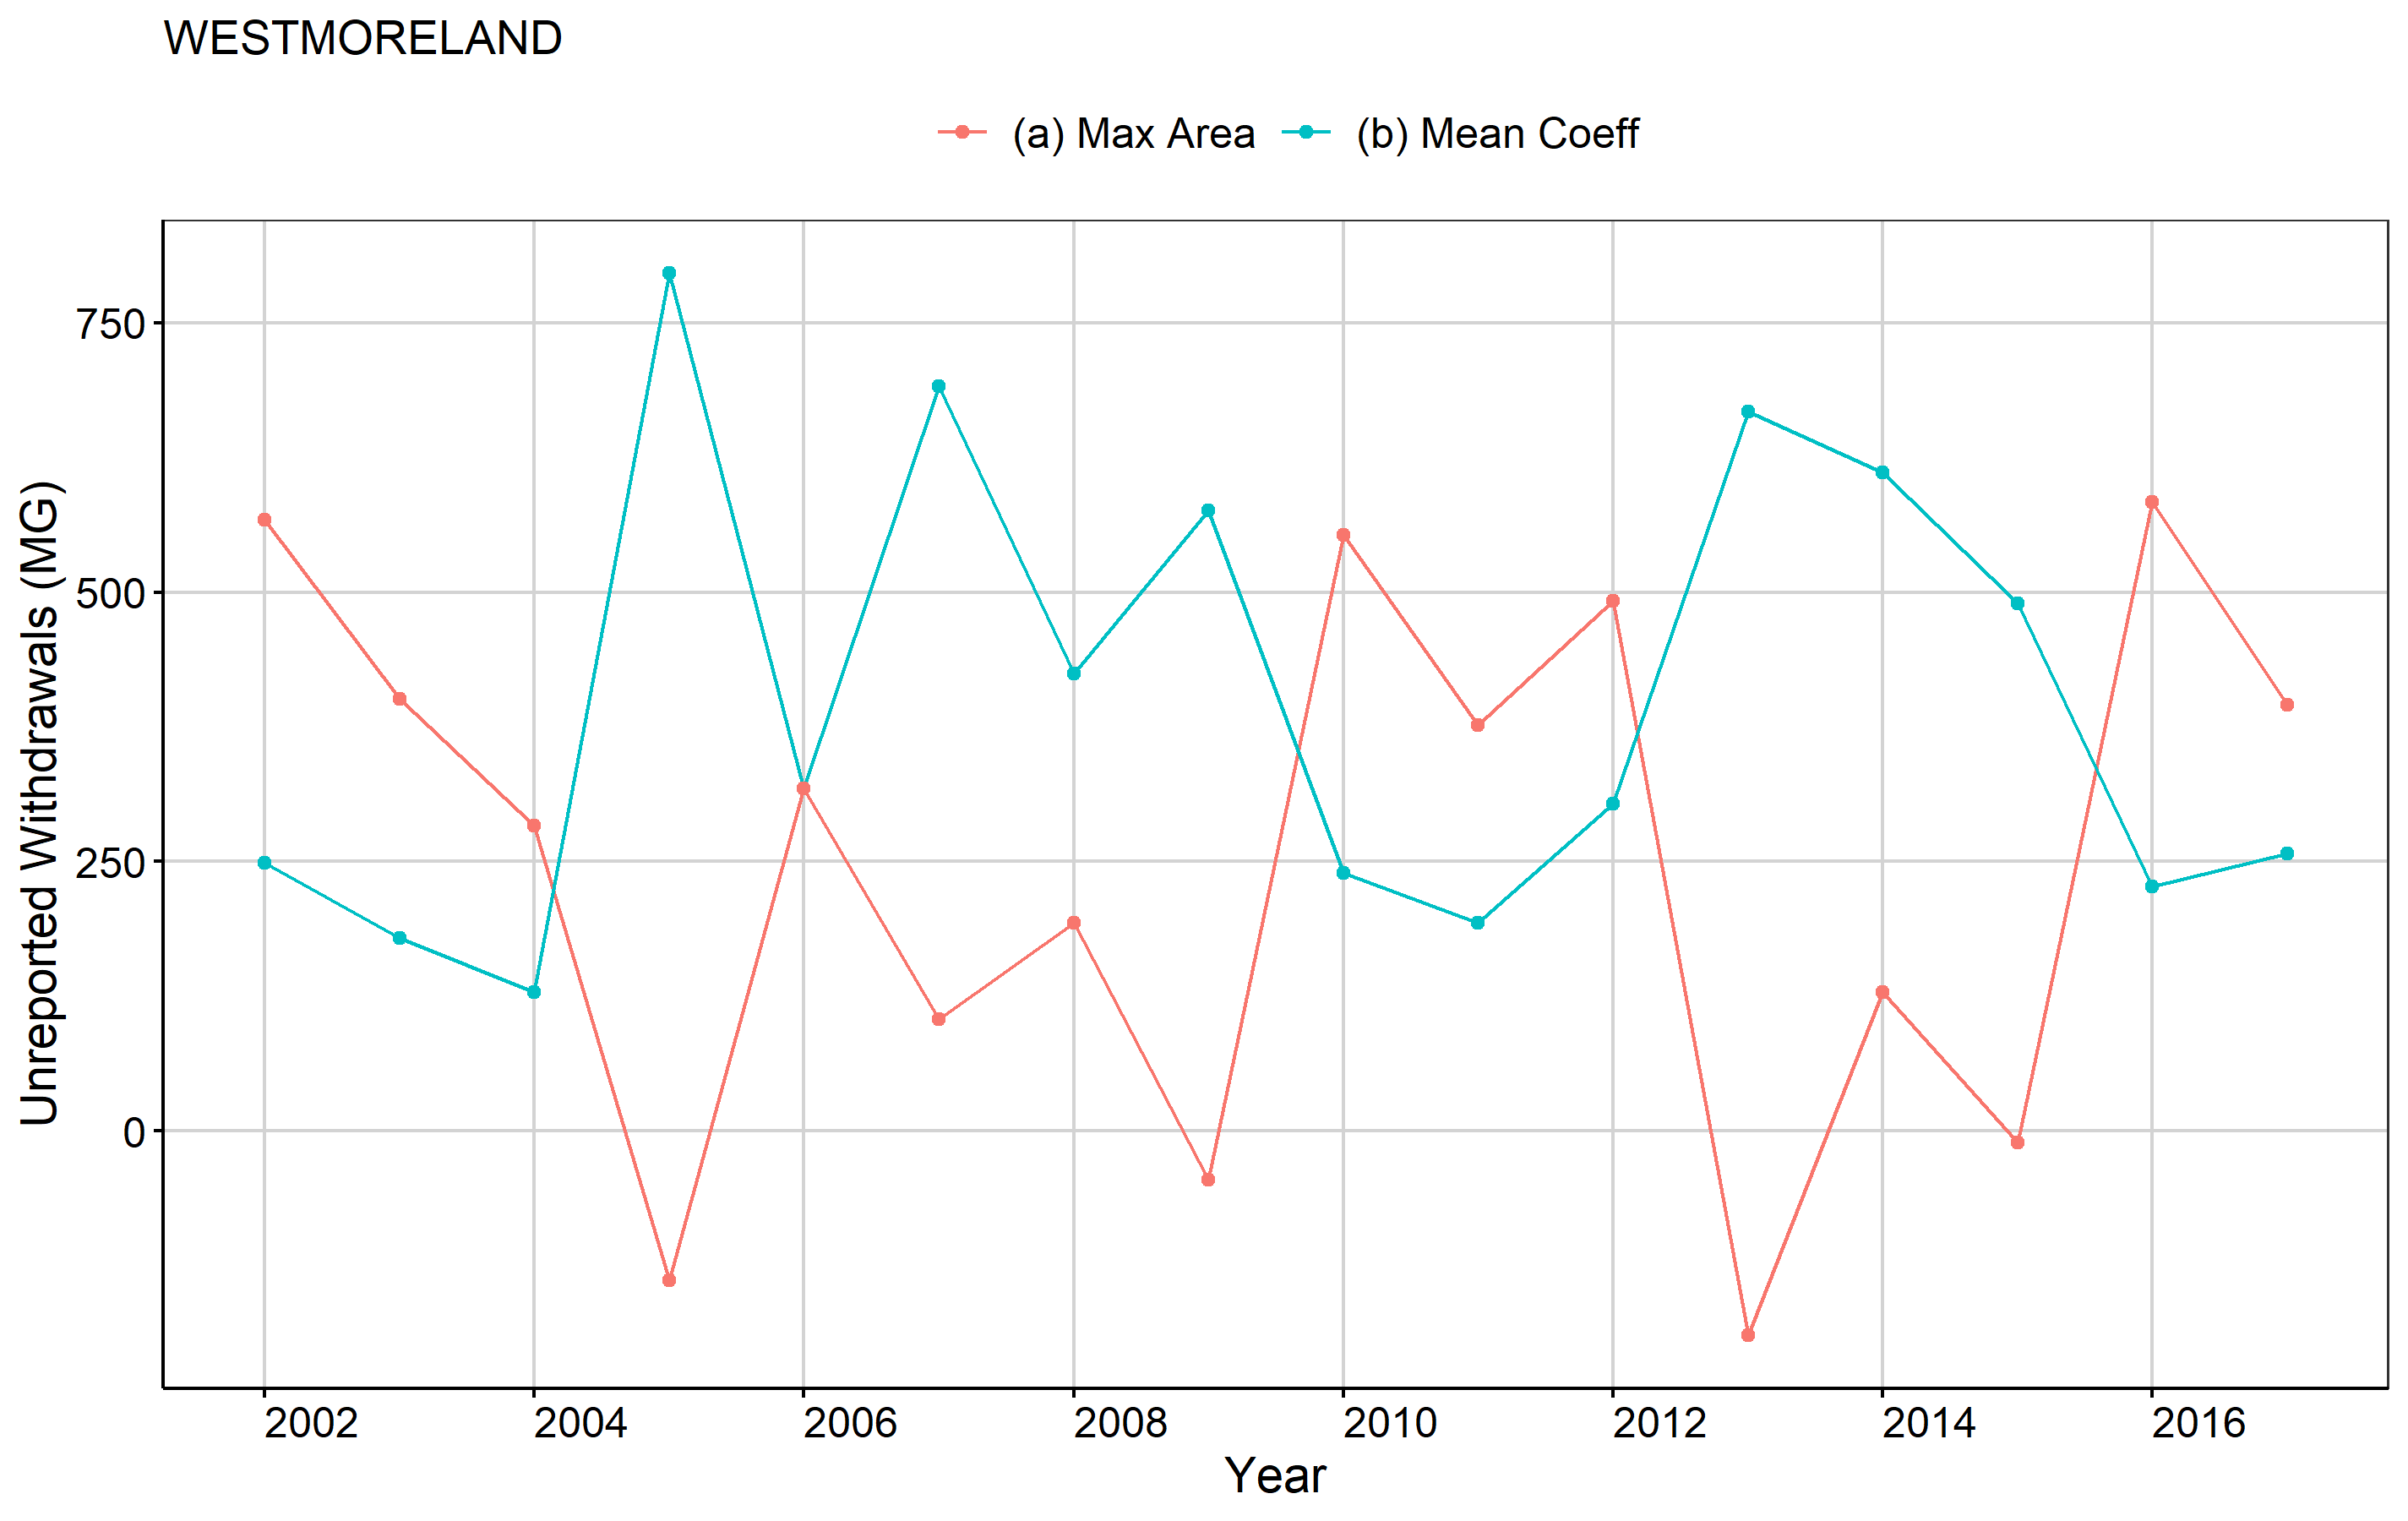 WESTMORELAND
(a) Max Area (b) Mean Coeff
Unreported Withdrawals (MG)
750
500
250
0
2002 2004 2006 2008 2010 2012 2014 2016
Year